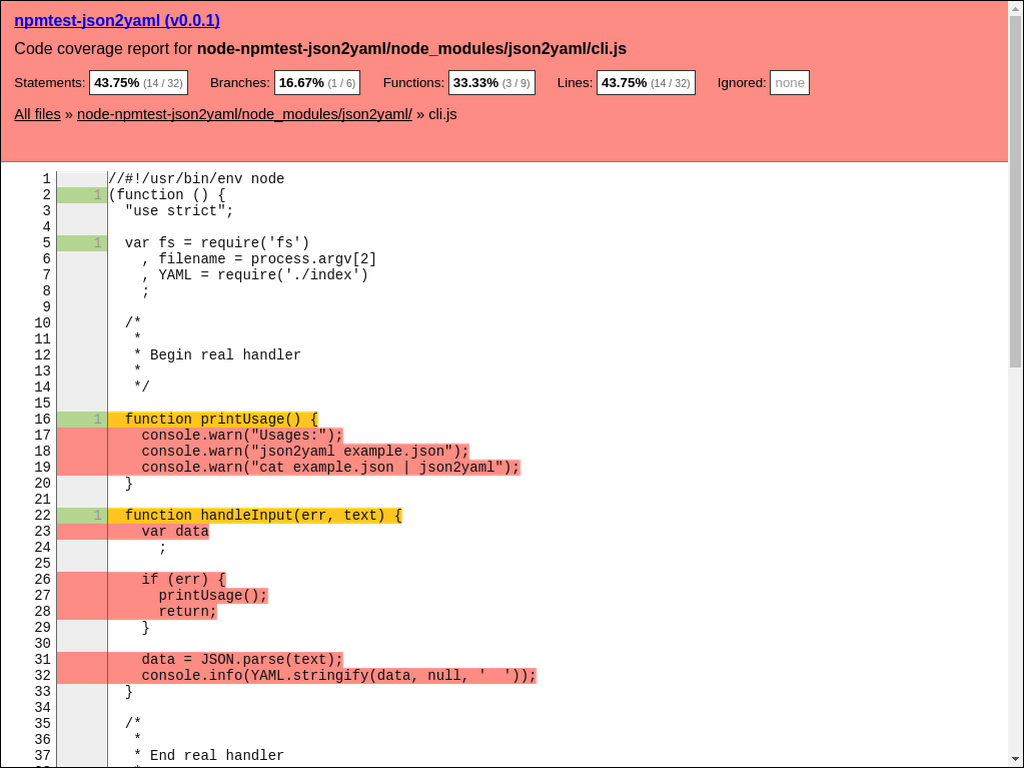 npmtest-json2yaml (v0.0.1)
Code coverage report for node-npmtest-json2yaml/node_modules/json2yaml/cli.js
Statements: 43.75% (14 / 32) Branches: 16.67% (1 / 6) Functions: 33.33% (3 / 9) Lines: 43.75% (14 / 32) Ignored: none
All files » node-npmtest-json2yaml/node_modules/json2yaml/ » cli.js
1 //#!/usr/bin/env node
2 1 (function () {
3 "use strict";
4
5 1 var fs = require('fs')
6 , filename = process.argv[2]
7 , YAML = require('./index')
8 ;
9
10 /*
11 *
12 * Begin real handler
13 *
14 */
15
16 1 function printUsage() {
17 console.warn("Usages:");
18 console.warn("json2yaml example.json");
19 console.warn("cat example.json | json2yaml");
20 }
21
22 1 function handleInput(err, text) {
23 var data
24 ;
25
26 if (err) {
27 printUsage();
28 return;
29 }
30
31 data = JSON.parse(text);
32 console.info(YAML.stringify(data, null, '  '));
33 }
34
35 /*
36 *
37 * End real handler